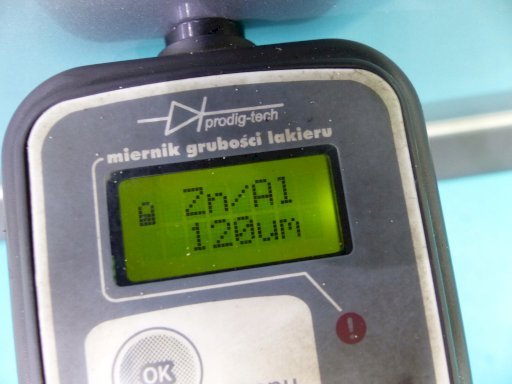 prodig-tech
miernik grubości lakieru
Zn/Al
120um
!
OK